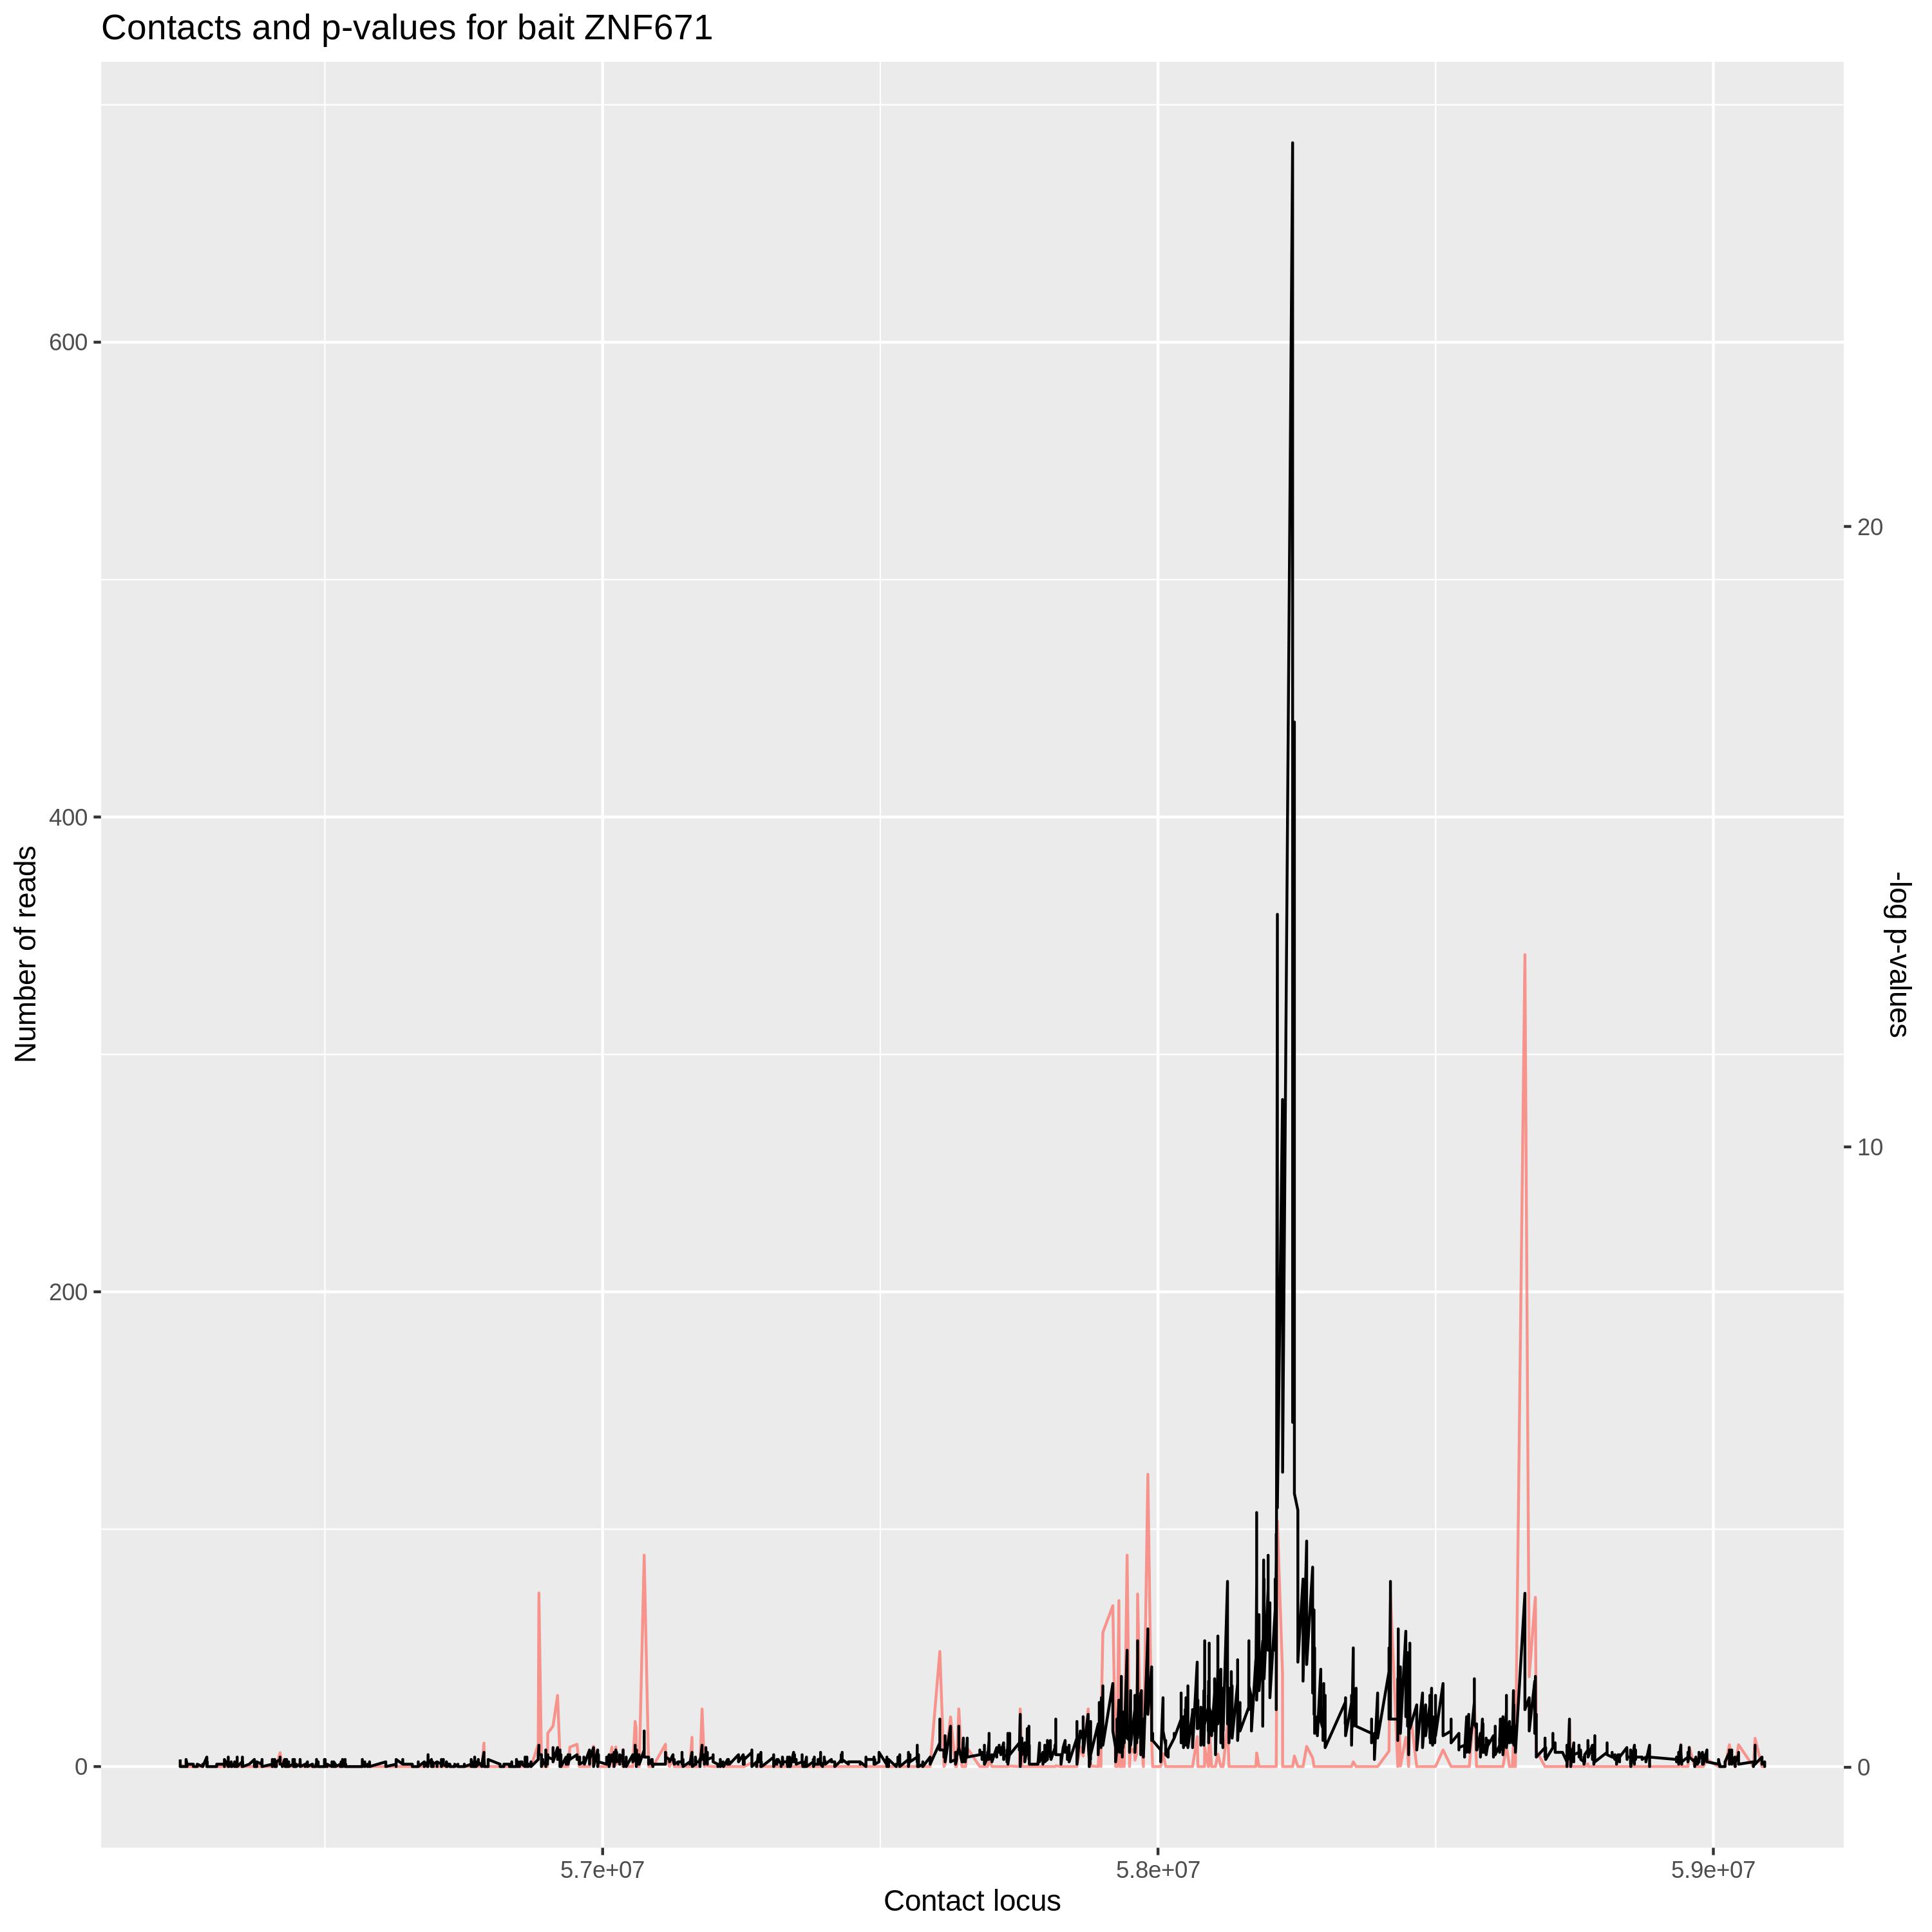 Contacts and p-values for bait ZNF671
Number of reads
600
400
200
0
20
10
0
-log p-values
5.7e+07
5.8e+07
5.9e+07
Contact locus